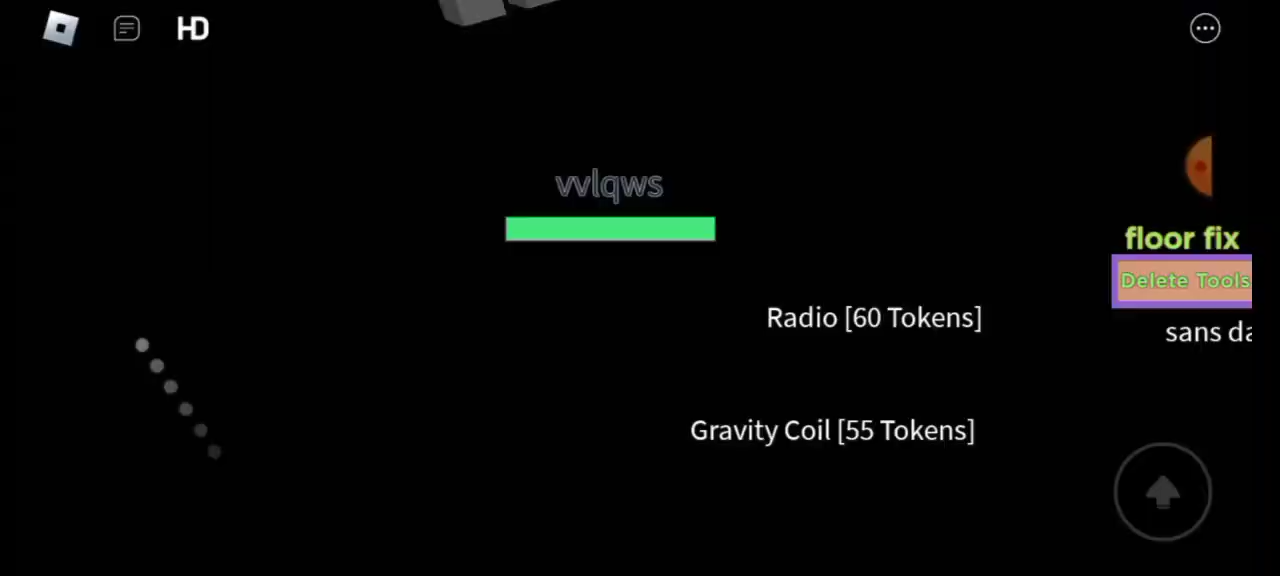 HD
vvlqws
floor fix
Delete Tools
Radio [60 Tokens]
sans da
Gravity Coil [55 Tokens]